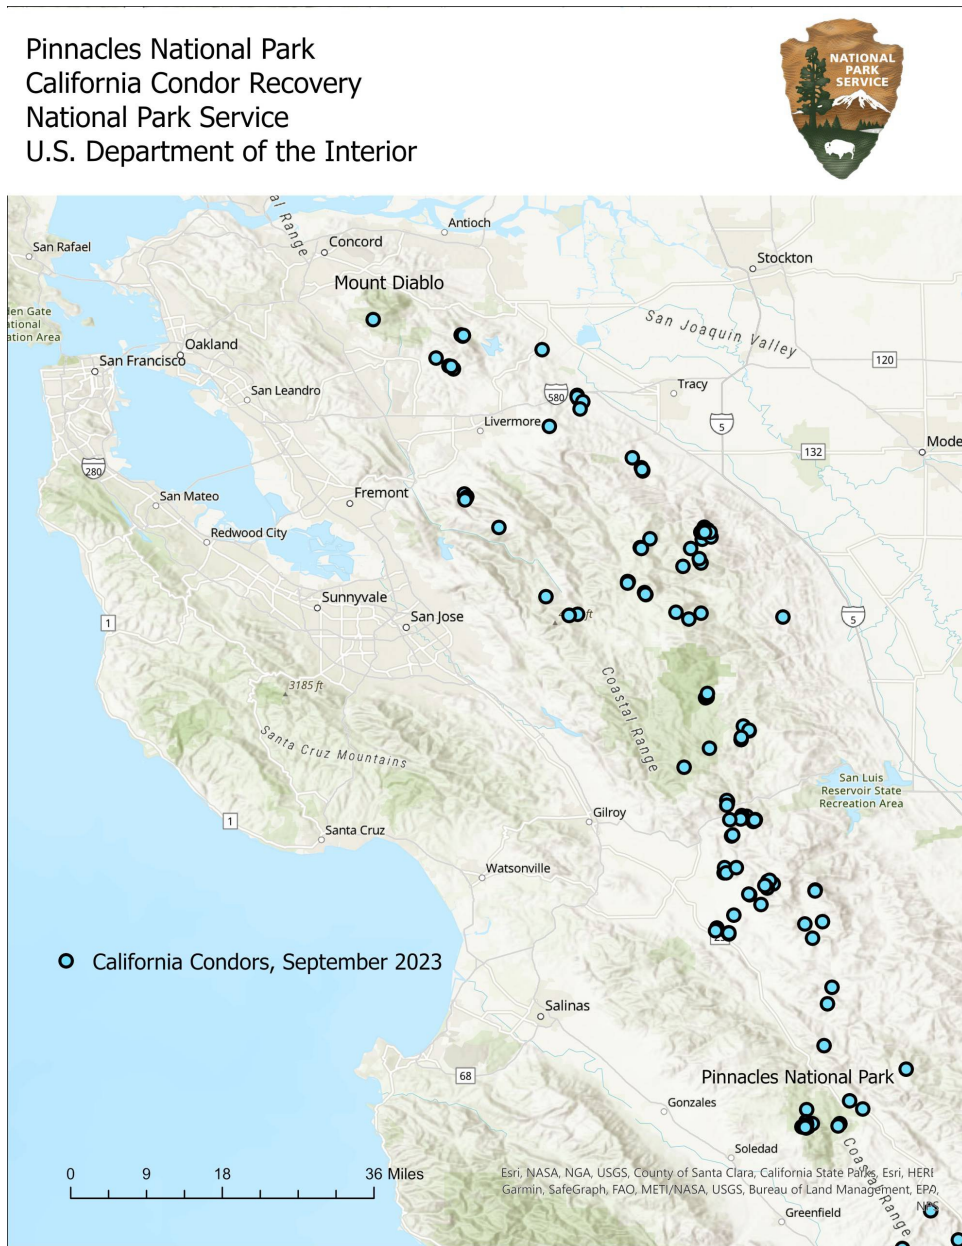 Pinnacles National Park
California Condor Recovery
National Park Service
U.S. Department of the Interior
NATIONAL
PARK
SERVICE
Antioch
San Rafael
Concord
Stockton
Mount Diablo
San Joaquin Valley
Oakland
San Francisco
120
San Leandro
Tracy
580
5
Livermore
132
280
San Mateo
Fremont
Redwood City
Sunnyvale
San Jose
1
5
3185 ft
Coastal Range
Santa Cruz Mountains
San Luis
Reservoir State
Recreation Area
Gilroy
1
Santa Cruz
Watsonville
California Condors, September 2023
Salinas
68
Pinnacles National Park
Gonzales
Soledad
Coastal Range
0 9 18 36 Miles
Esri, NASA, NGA, USGS, County of Santa Clara, California State Parks, Esri, HERE
Garmin, SafeGraph, FAO, METI/NASA, USGS, Bureau of Land Management, EPA,
NPS
Greenfield